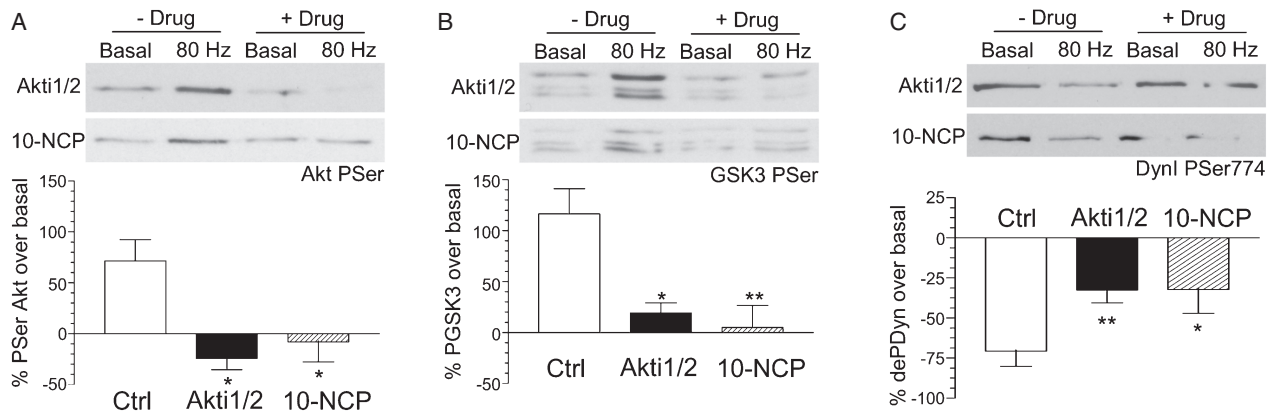 A
- Drug + Drug
Basal 80 Hz Basal 80 Hz
Akti1/2
10-NCP
Akt PSer
% PSer Akt over basal
150
100
50
0
-50
*
*
Ctrl Akti1/2 10-NCP
B
- Drug + Drug
Basal 80 Hz Basal 80 Hz
Akti1/2
10-NCP
GSK3 PSer
% PGSK3 over basal
150
100
50
0
-50
*
**
Ctrl Akti1/2 10-NCP
C
- Drug + Drug
Basal 80 Hz Basal 80 Hz
Akti1/2
10-NCP
DynI PSer774
% dePDyn over basal
25
0
-25
-50
-75
-100
Ctrl Akti1/2 10-NCP
**
*